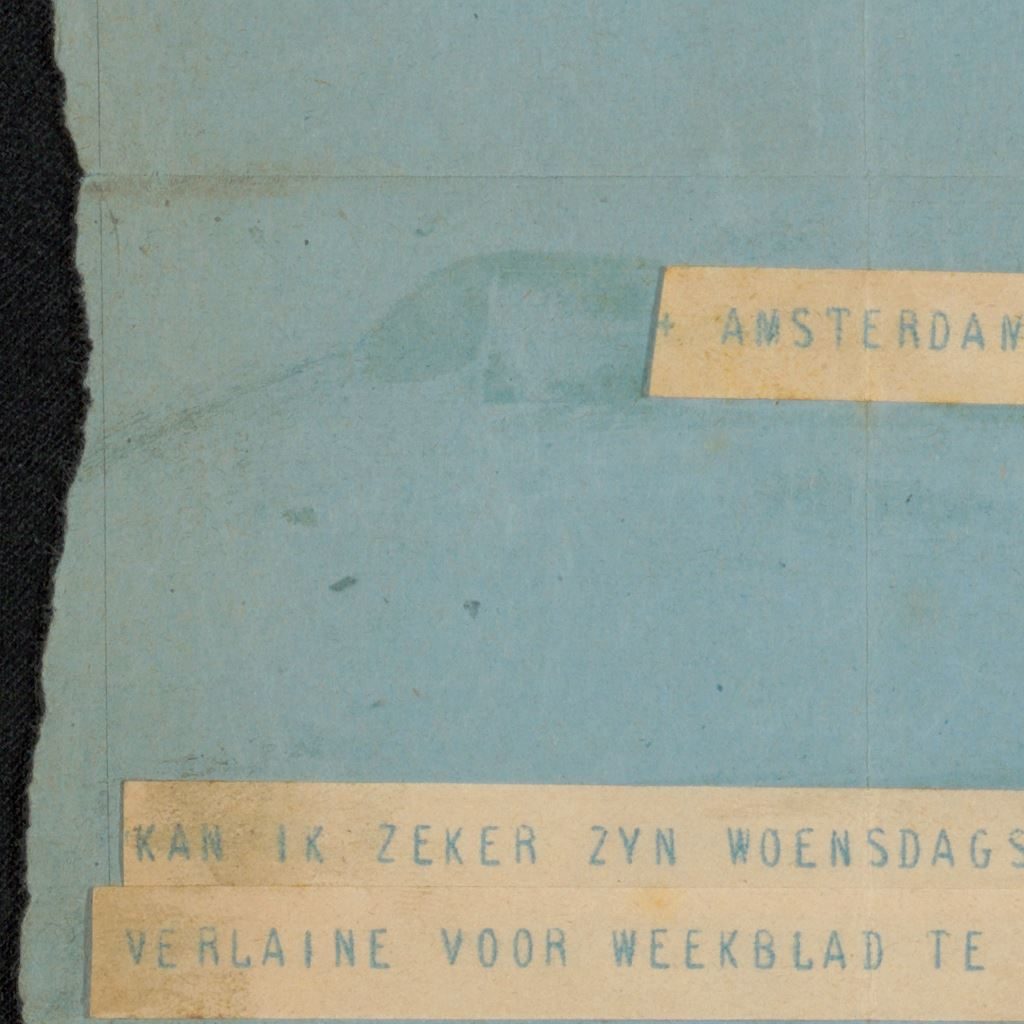 + AMSTERDAM
KAN IK ZEKER ZYN WOENSDAGS
VERLAINE VOOR WEEKBLAD TE